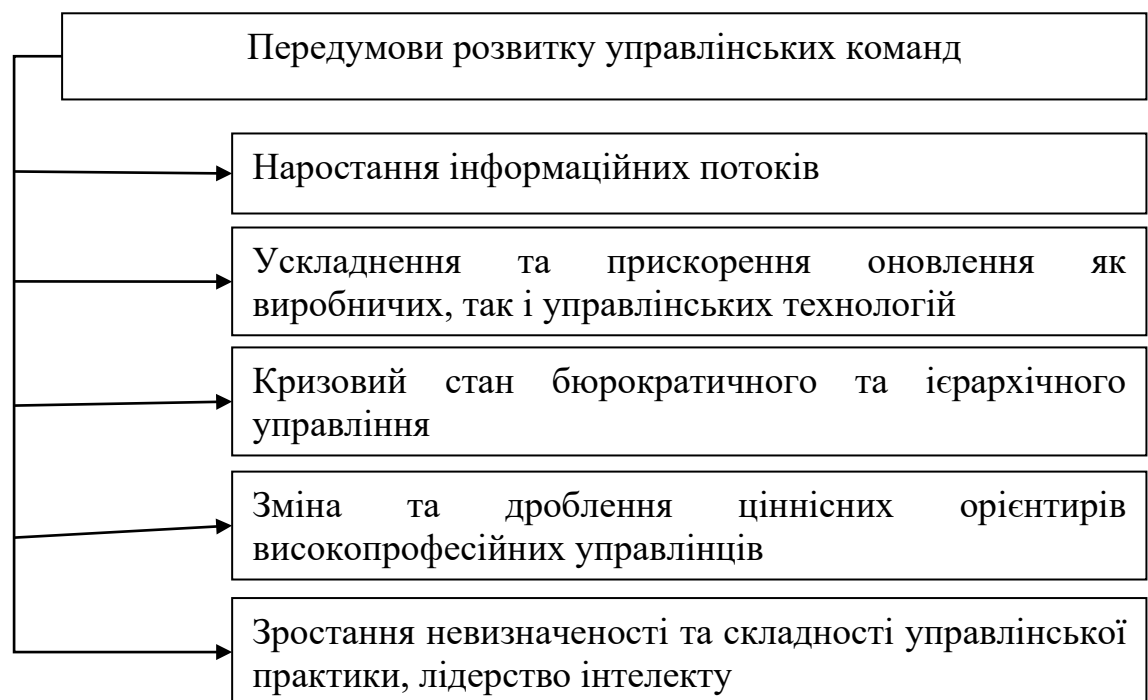 Передумови розвитку управлінських команд
Наростання інформаційних потоків
Ускладнення та прискорення оновлення як
виробничих, так і управлінських технологій
Кризовий стан бюрократичного та ієрархічного
управління
Зміна та дроблення ціннісних орієнтирів
високопрофесійних управлінців
Зростання невизначеності та складності управлінської
практики, лідерство інтелекту